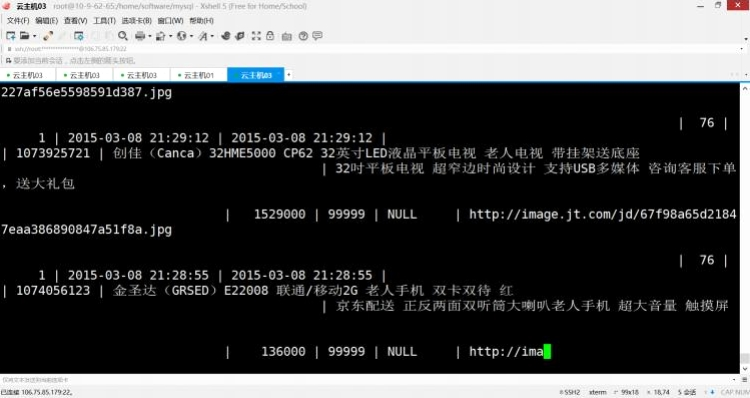 云主机03 root@10-9-62-65:/home/software/mysql - Xshell 5 (Free for Home/School)
文件(F) 编辑(E) 查看(V) 工具(T) 选项卡(B) 窗口(W) 帮助(H)
ssh://root:****************@106.75.85.179:22
要添加当前会话，点击左侧的箭头按钮。
云主机03 云主机03 云主机03 云主机01 云主机03
227af56e5598591d387.jpg
| 76 |
1 | 2015-03-08 21:29:12 | 2015-03-08 21:29:12 |
| 1073925721 | 创佳（Canca）32HME5000 CP62 32英寸LED液晶平板电视 老人电视 带挂架送底座
| 32吋平板电视 超窄边时尚设计 支持USB多媒体 咨询客服下单
，送大礼包
| 1529000 | 99999 | NULL | http://image.jt.com/jd/67f98a65d2184
7eaa386890847a51f8a.jpg
| 76 |
1 | 2015-03-08 21:28:55 | 2015-03-08 21:28:55 |
| 1074056123 | 金圣达（GRSED）E22008 联通/移动2G 老人手机 双卡双待 红
| 京东配送 正反两面双听筒大喇叭老人手机 超大音量 触摸屏
| 136000 | 99999 | NULL | http://ima
仅将文本发送到当前选项卡
已连接 106.75.85.179:22。 SSH2 xterm 99x18 18,74 5 会话 CAP NUM